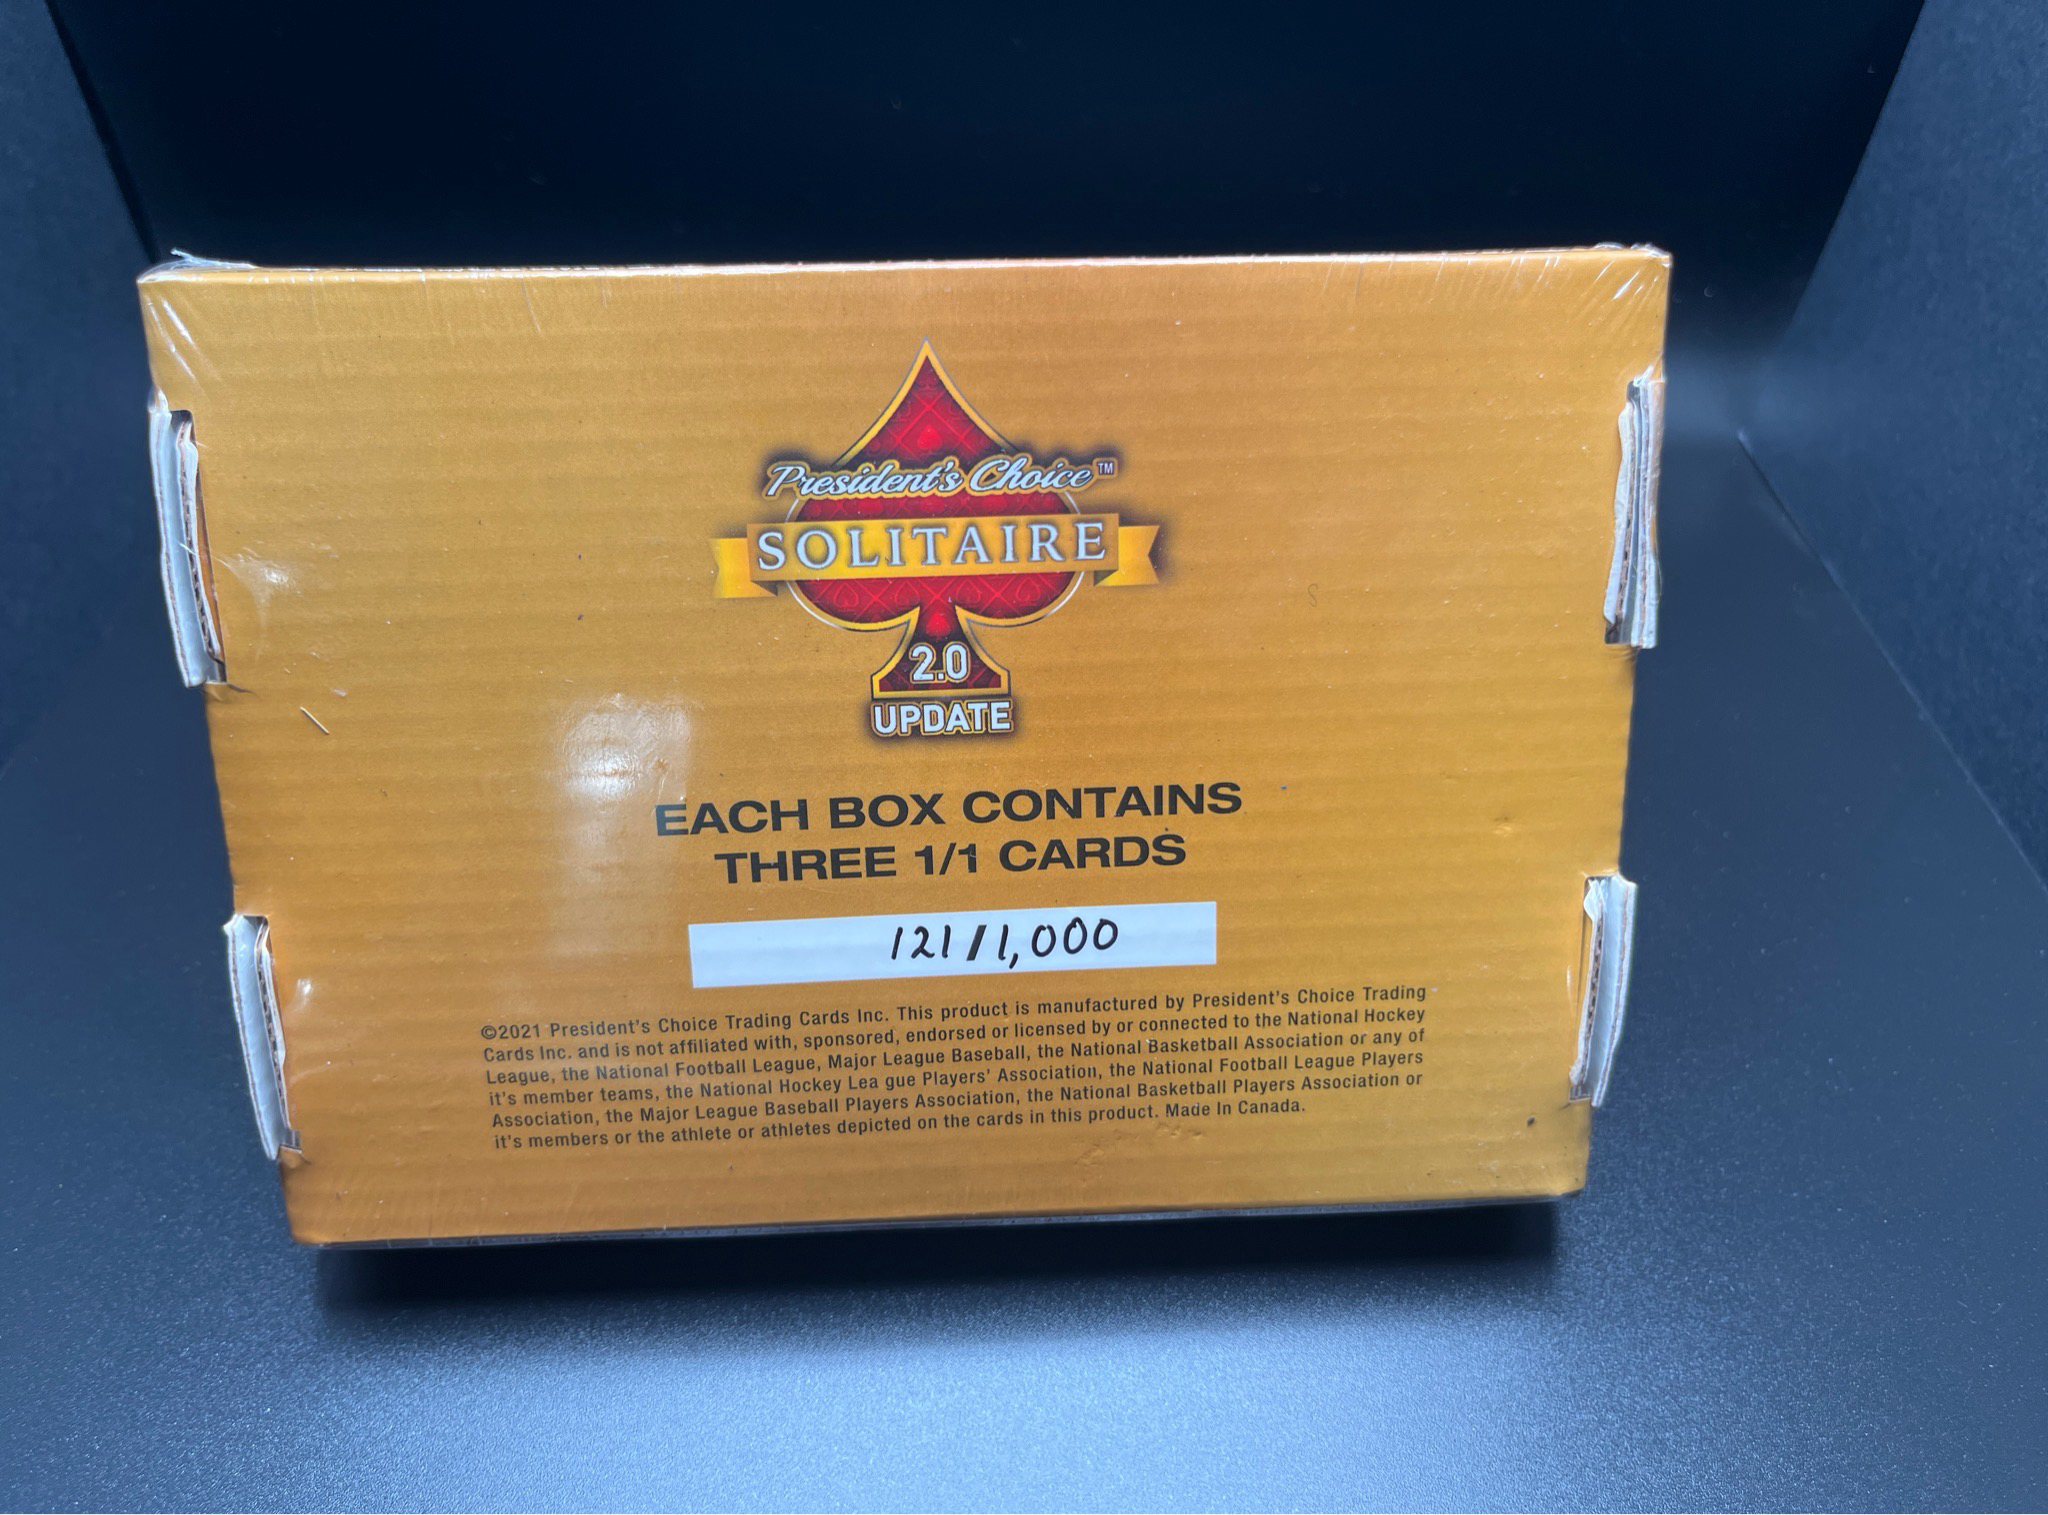 President's Choice™
SOLITAIRE
2.0
UPDATE
EACH BOX CONTAINS
THREE 1/1 CARDS
121/1,000
©2021 President's Choice Trading Cards Inc. This product is manufactured by President's Choice Trading
Cards Inc. and is not affiliated with, sponsored, endorsed or licensed by or connected to the National Hockey
League, the National Football League, Major League Baseball, the National Basketball Association or any of
it's member teams, the National Hockey Lea gue Players' Association, the National Football League Players
Association, the Major League Baseball Players Association, the National Basketball Players Association or
it's members or the athlete or athletes depicted on the cards in this product. Made In Canada.